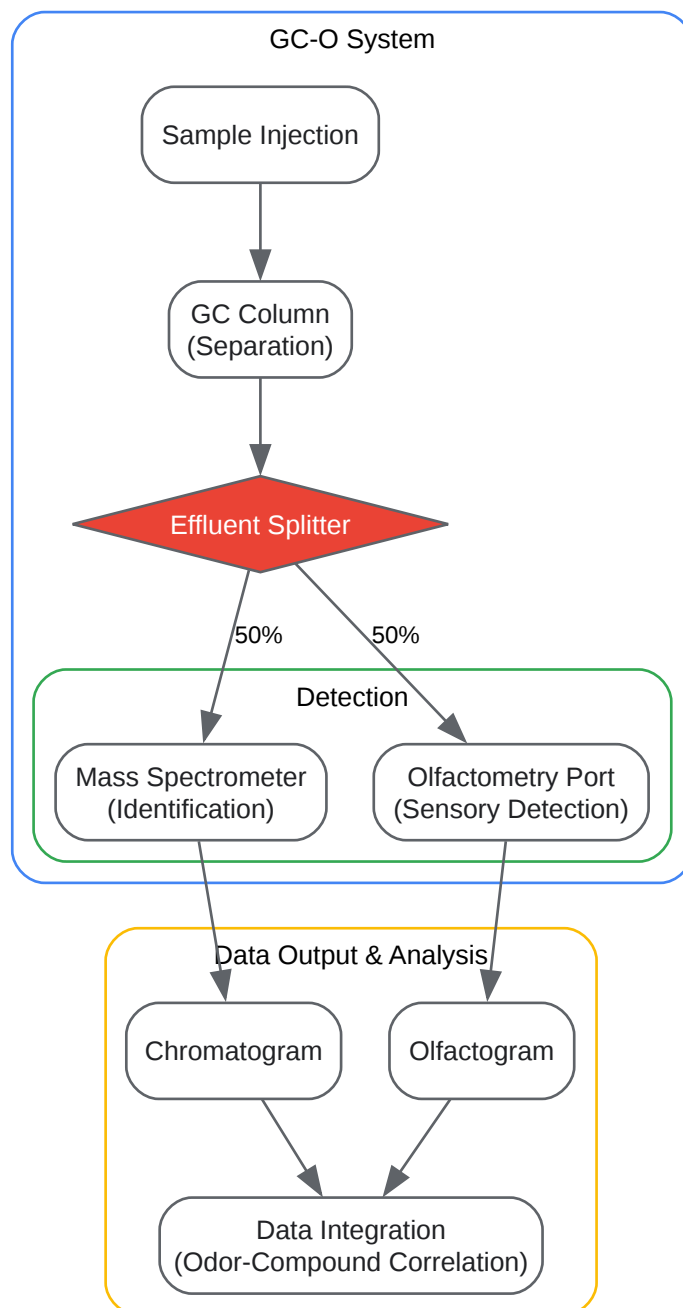 GC-O System
Sample Injection
GC Column
(Separation)
Effluent Splitter
50%
50%
Detection
Mass Spectrometer
(Identification)
Olfactometry Port
(Sensory Detection)
Data Output & Analysis
Chromatogram
Olfactogram
Data Integration
(Odor-Compound Correlation)